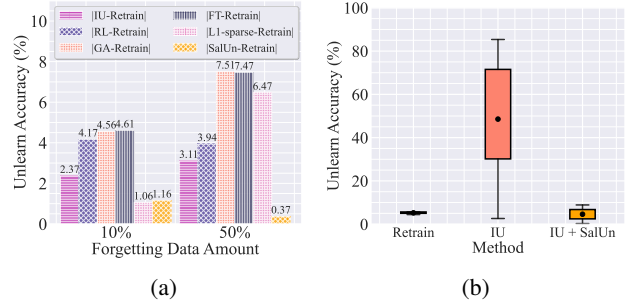 Unlearn Accuracy (%)
10
8
6
4
2
0
|IU-Retrain|
|RL-Retrain|
|GA-Retrain|
|FT-Retrain|
|L1-sparse-Retrain|
|SalUn-Retrain|
2.37
4.17
4.56
4.61
1.06
1.16
3.11
3.94
7.51
7.47
6.47
0.37
10%
50%
Forgetting Data Amount
(a)
Unlearn Accuracy (%)
100
80
60
40
20
0
Retrain
IU
IU + SalUn
Method
(b)